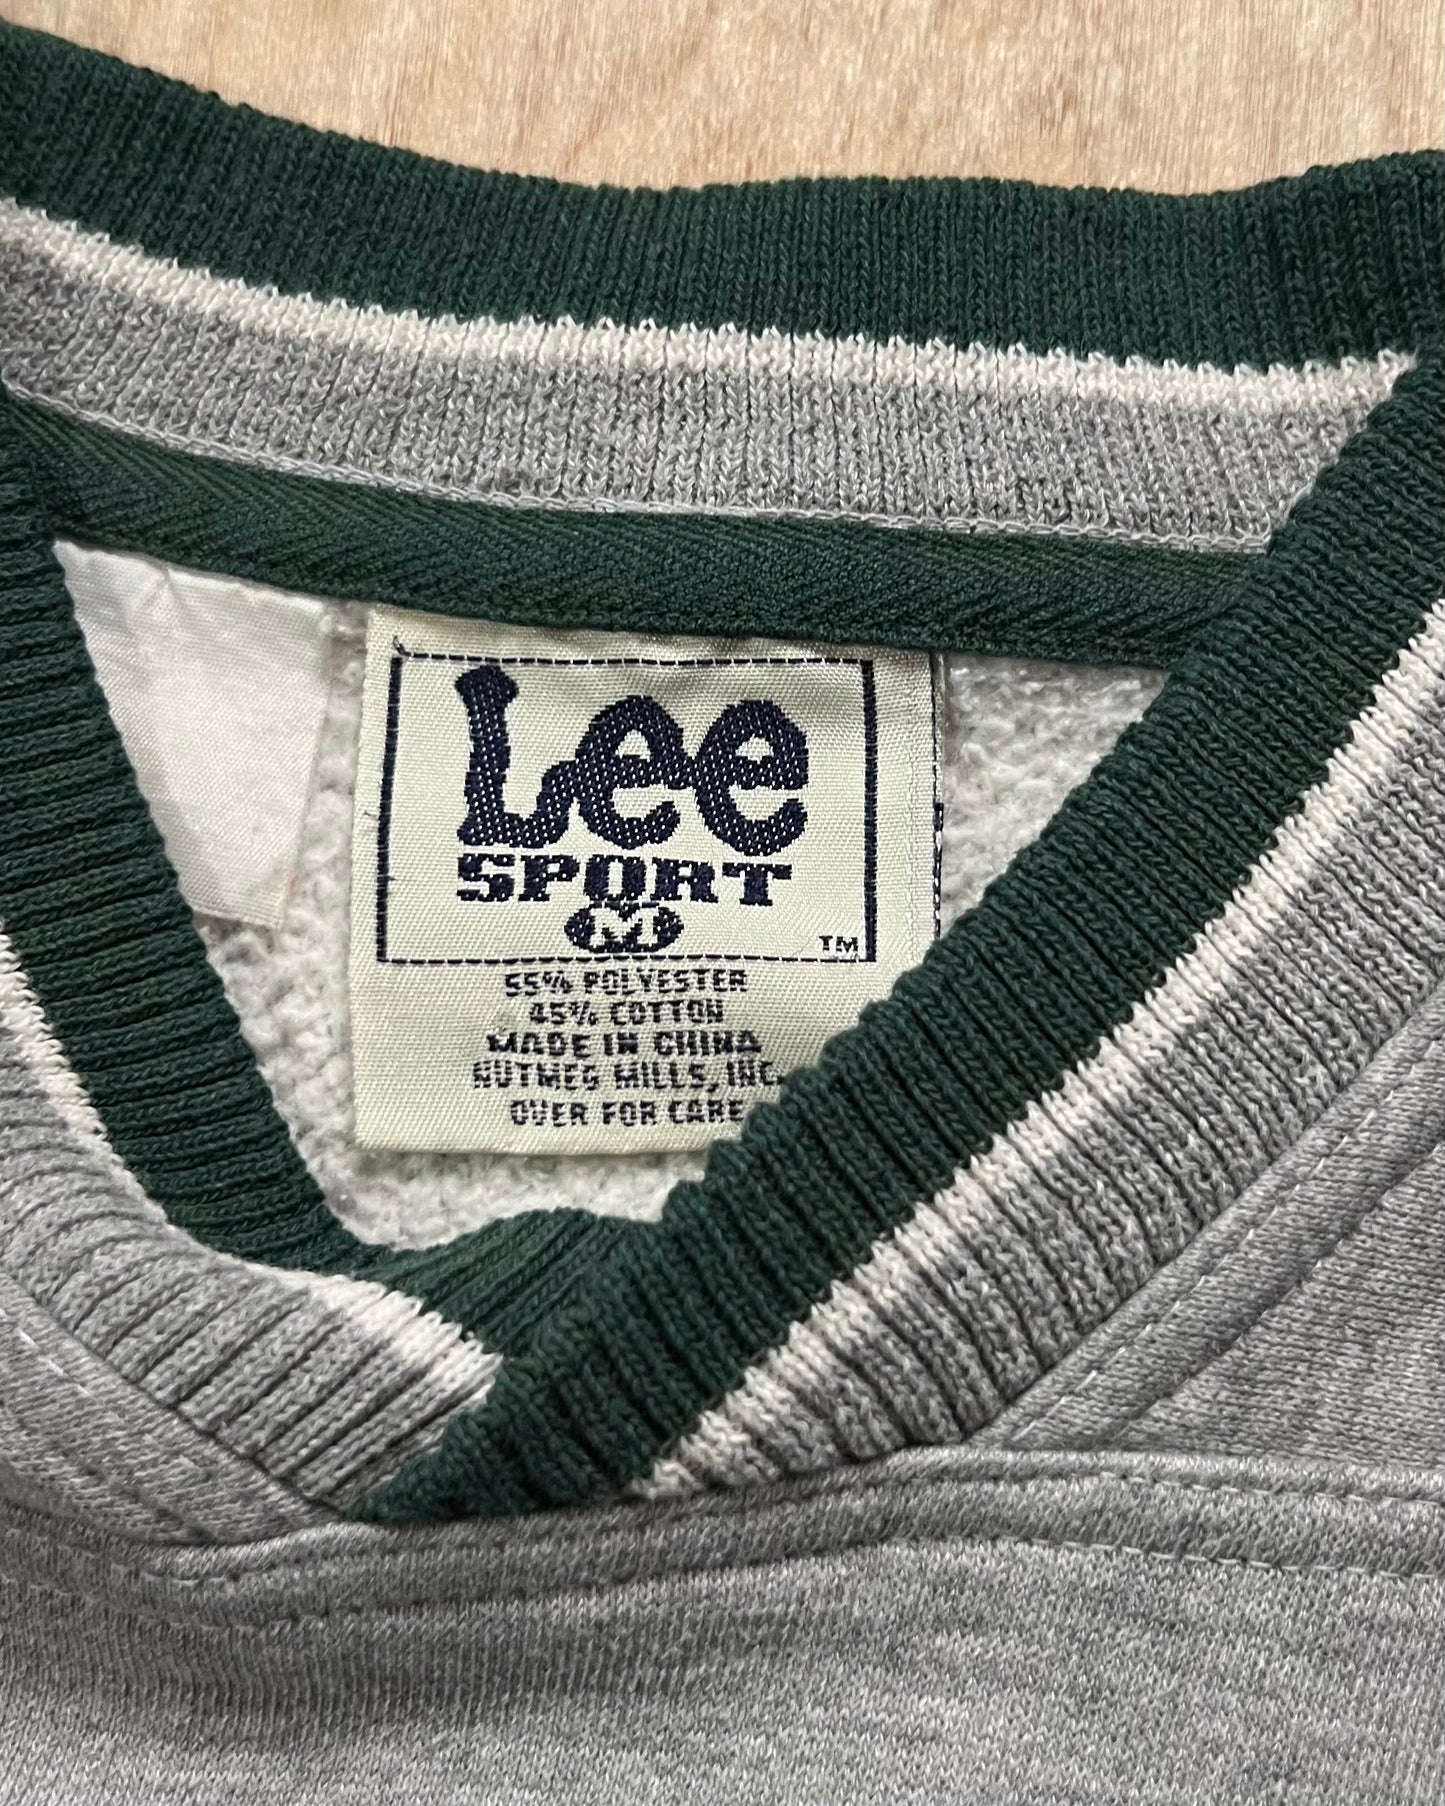 Lee
SPORT
M
TM
55% POLYESTER
45% COTTON
MADE IN CHINA
NUTMEG MILLS, INC.
OVER FOR CARE